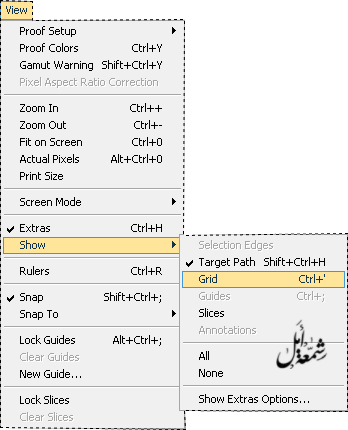 View
Proof Setup
Proof Colors Ctrl+Y
Gamut Warning Shift+Ctrl+Y
Pixel Aspect Ratio Correction
Zoom In Ctrl++
Zoom Out Ctrl+-
Fit on Screen Ctrl+0
Actual Pixels Alt+Ctrl+0
Print Size
Screen Mode
Extras Ctrl+H
Show
Rulers Ctrl+R
Snap Shift+Ctrl+;
Snap To
Lock Guides Alt+Ctrl+;
Clear Guides
New Guide...
Lock Slices
Clear Slices
Selection Edges
Target Path Shift+Ctrl+H
Grid Ctrl+'
Guides Ctrl+;
Slices
Annotations
All
None
Show Extras Options...
شمعة أمل